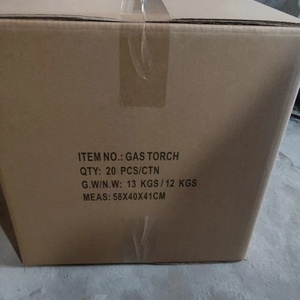 ITEM NO.: GAS TORCH
QTY: 20 PCS/CTN
G.W/N.W: 13 KGS / 12 KGS
MEAS: 58X40X41CM